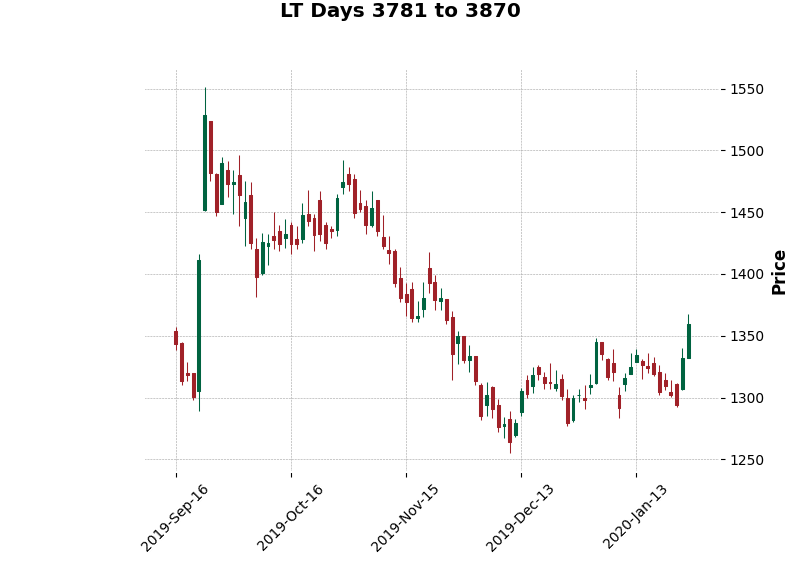 LT Days 3781 to 3870
1550
1500
1450
1400
1350
1300
1250
Price
2019-Sep-16
2019-Oct-16
2019-Nov-15
2019-Dec-13
2020-Jan-13